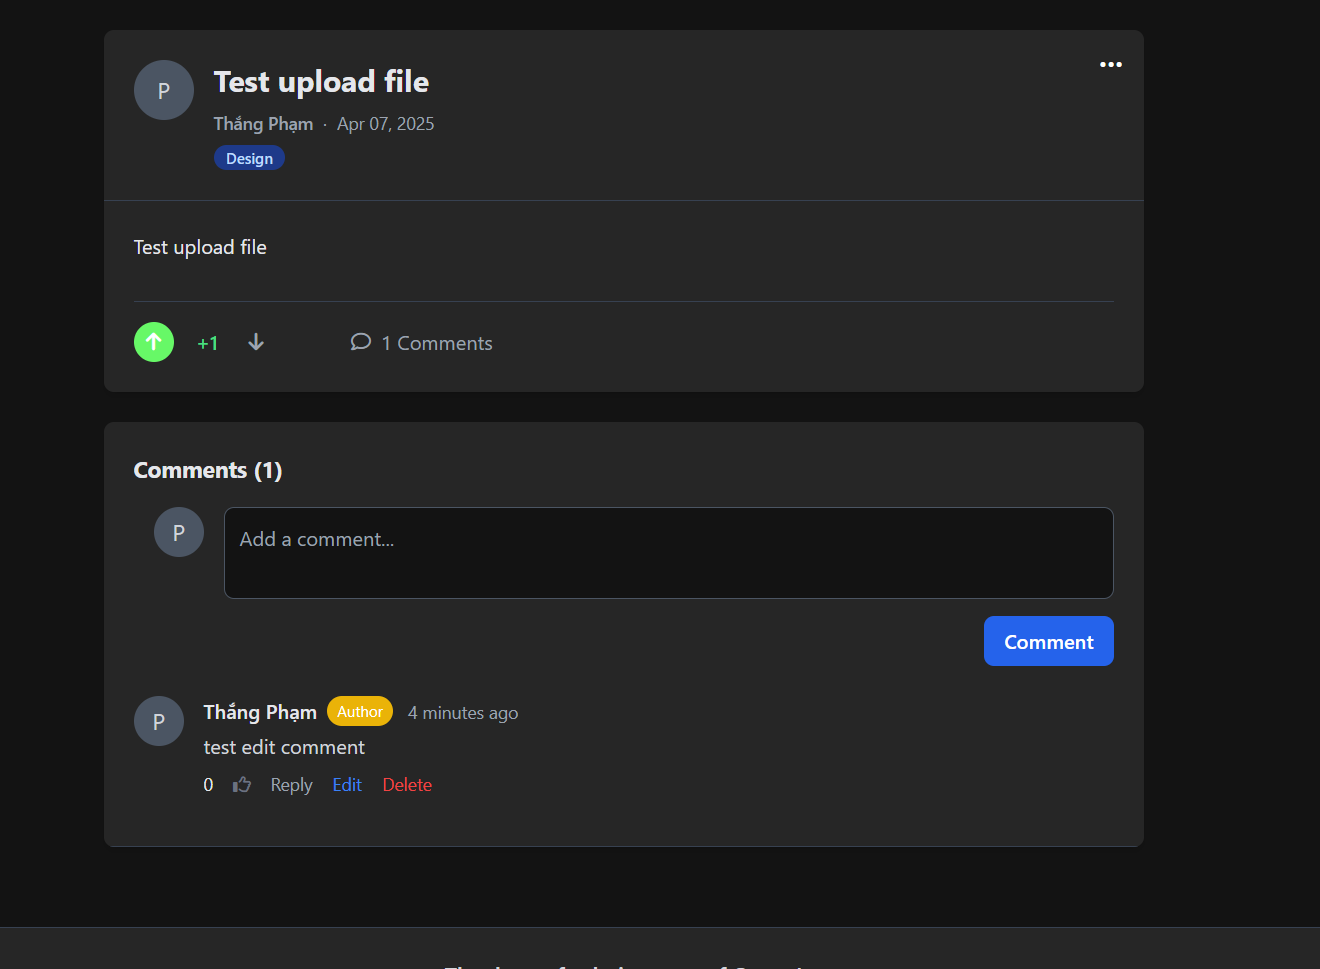 P
Test upload file
Thắng Phạm · Apr 07, 2025
Design
Test upload file
+1
1 Comments
Comments (1)
P
Add a comment...
Comment
P
Thắng Phạm Author 4 minutes ago
test edit comment
0 Reply Edit Delete